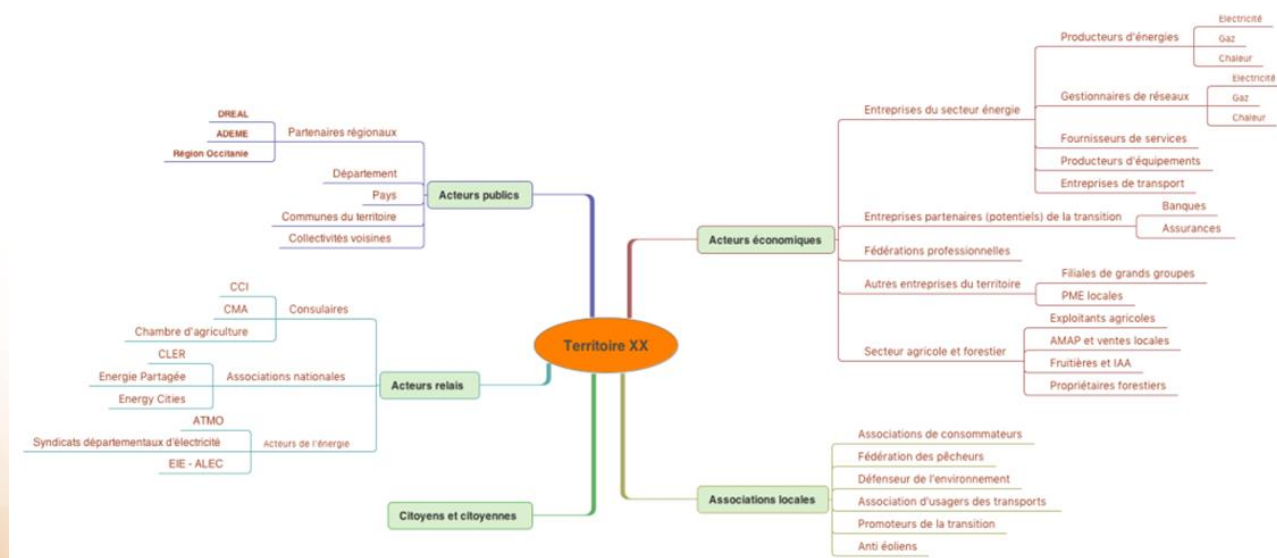 Territoire XX
Acteurs publics
Partenaires régionaux
DREAL
ADEME
Région Occitanie
Département
Pays
Communes du territoire
Collectivités voisines
Acteurs relais
Consulaires
CCI
CMA
Chambre d'agriculture
Associations nationales
CLER
Energie Partagée
Energy Cities
Acteurs de l'énergie
ATMO
Syndicats départementaux d'électricité
EIE - ALEC
Citoyens et citoyennes
Acteurs économiques
Entreprises du secteur énergie
Producteurs d'énergies
Electricité
Gaz
Chaleur
Gestionnaires de réseaux
Electricité
Gaz
Chaleur
Fournisseurs de services
Producteurs d'équipements
Entreprises de transport
Entreprises partenaires (potentiels) de la transition
Banques
Assurances
Fédérations professionnelles
Autres entreprises du territoire
Filiales de grands groupes
PME locales
Secteur agricole et forestier
Exploitants agricoles
AMAP et ventes locales
Fruitières et IAA
Propriétaires forestiers
Associations locales
Associations de consommateurs
Fédération des pêcheurs
Défenseur de l'environnement
Association d'usagers des transports
Promoteurs de la transition
Anti éoliens